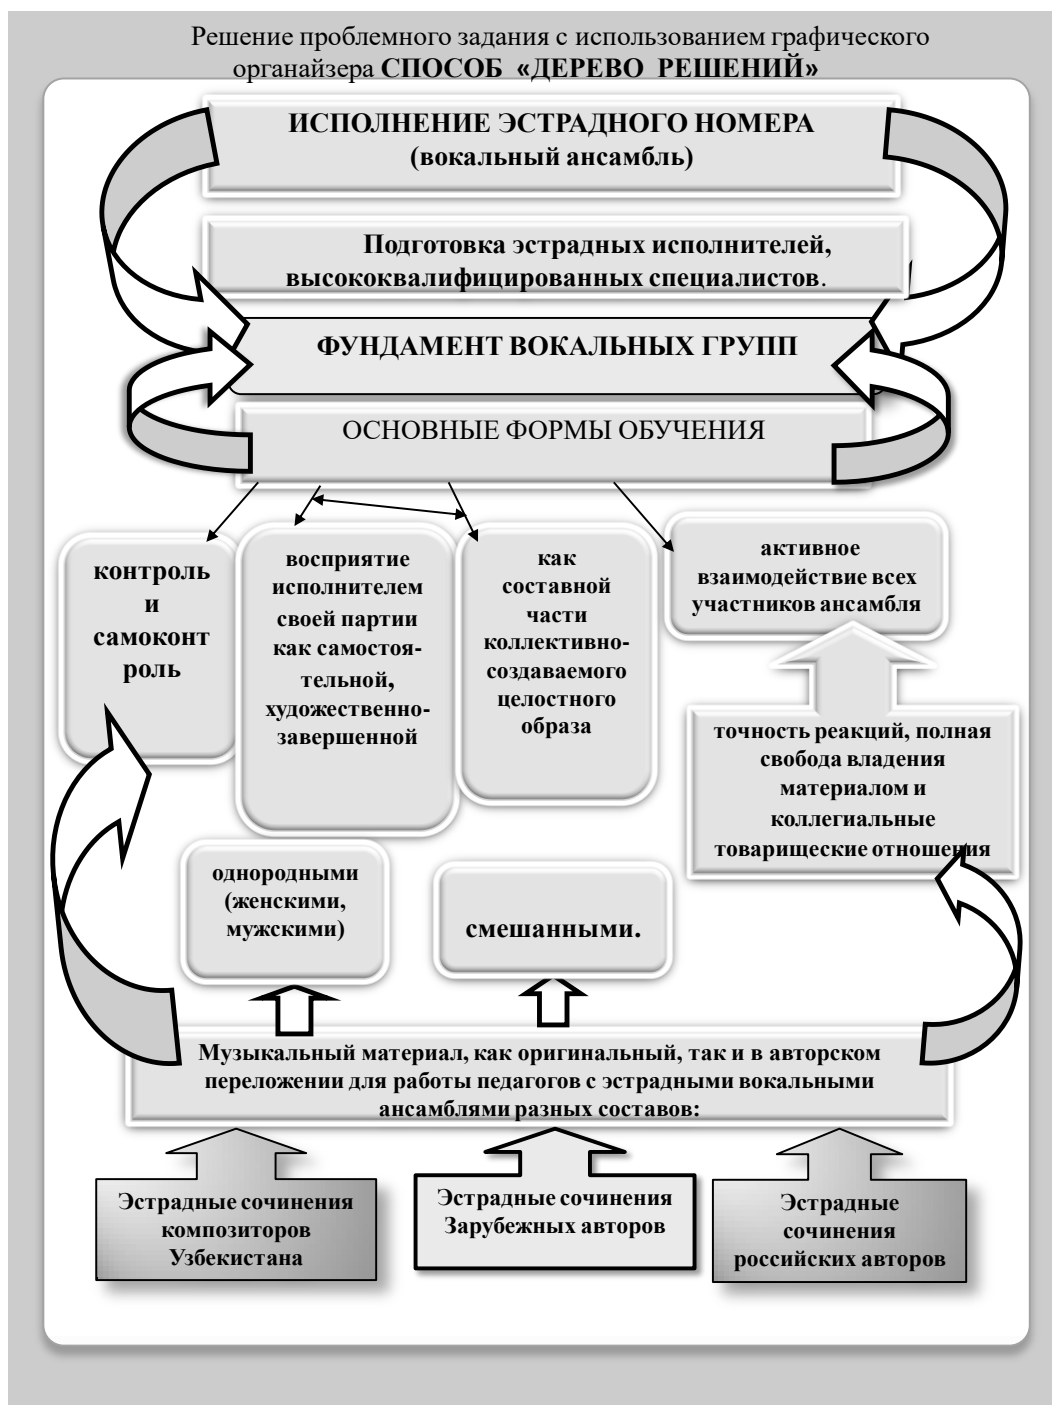 Решение проблемного задания с использованием графического
органайзера СПОСОБ «ДЕРЕВО РЕШЕНИЙ»
ИСПОЛНЕНИЕ ЭСТРАДНОГО НОМЕРА
(вокальный ансамбль)
Подготовка эстрадных исполнителей,
высококвалифицированных специалистов.
ФУНДАМЕНТ ВОКАЛЬНЫХ ГРУПП
ОСНОВНЫЕ ФОРМЫ ОБУЧЕНИЯ
контроль
и
самоконт
роль
восприятие
исполнителем
своей партии
как самостоя-
тельной,
художественно-
завершенной
как
составной
части
коллективно-
создаваемого
целостного
образа
активное
взаимодействие всех
участников ансамбля
точность реакций, полная
свобода владения
материалом и
коллегиальные
товарищеские отношения
однородными
(женскими,
мужскими)
смешанными.
Музыкальный материал, как оригинальный, так и в авторском
переложении для работы педагогов с эстрадными вокальными
ансамблями разных составов:
Эстрадные сочинения
композиторов
Узбекистана
Эстрадные сочинения
Зарубежных авторов
Эстрадные
сочинения
российских авторов